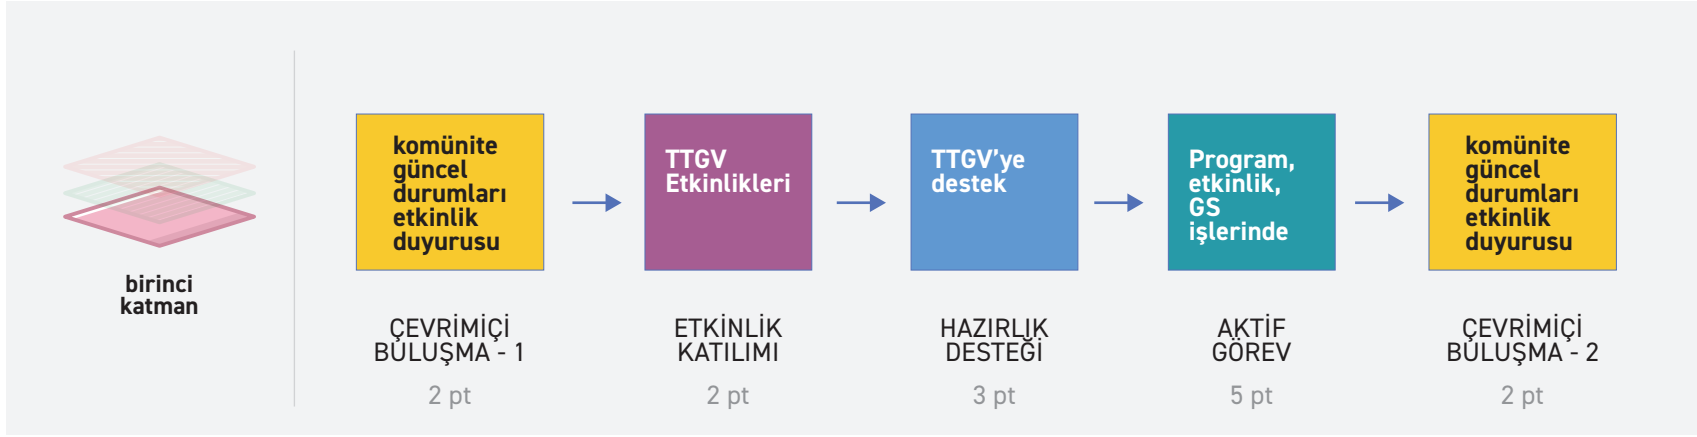 birinci
katman
komünite
güncel
durumları
etkinlik
duyurusu
ÇEVRİMİÇİ
BULUŞMA - 1
2 pt
TTGV
Etkinlikleri
ETKİNLİK
KATILIMI
2 pt
TTGV'ye
destek
HAZIRLIK
DESTEĞİ
3 pt
Program,
etkinlik,
GS
işlerinde
AKTİF
GÖREV
5 pt
komünite
güncel
durumları
etkinlik
duyurusu
ÇEVRİMİÇİ
BULUŞMA - 2
2 pt